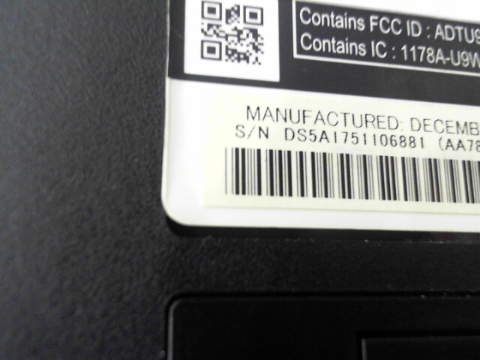 Contains FCC ID : ADTU9
Contains IC : 1178A-U9W
MANUFACTURED: DECEMB
S/N DS5A1751106881 (AA78